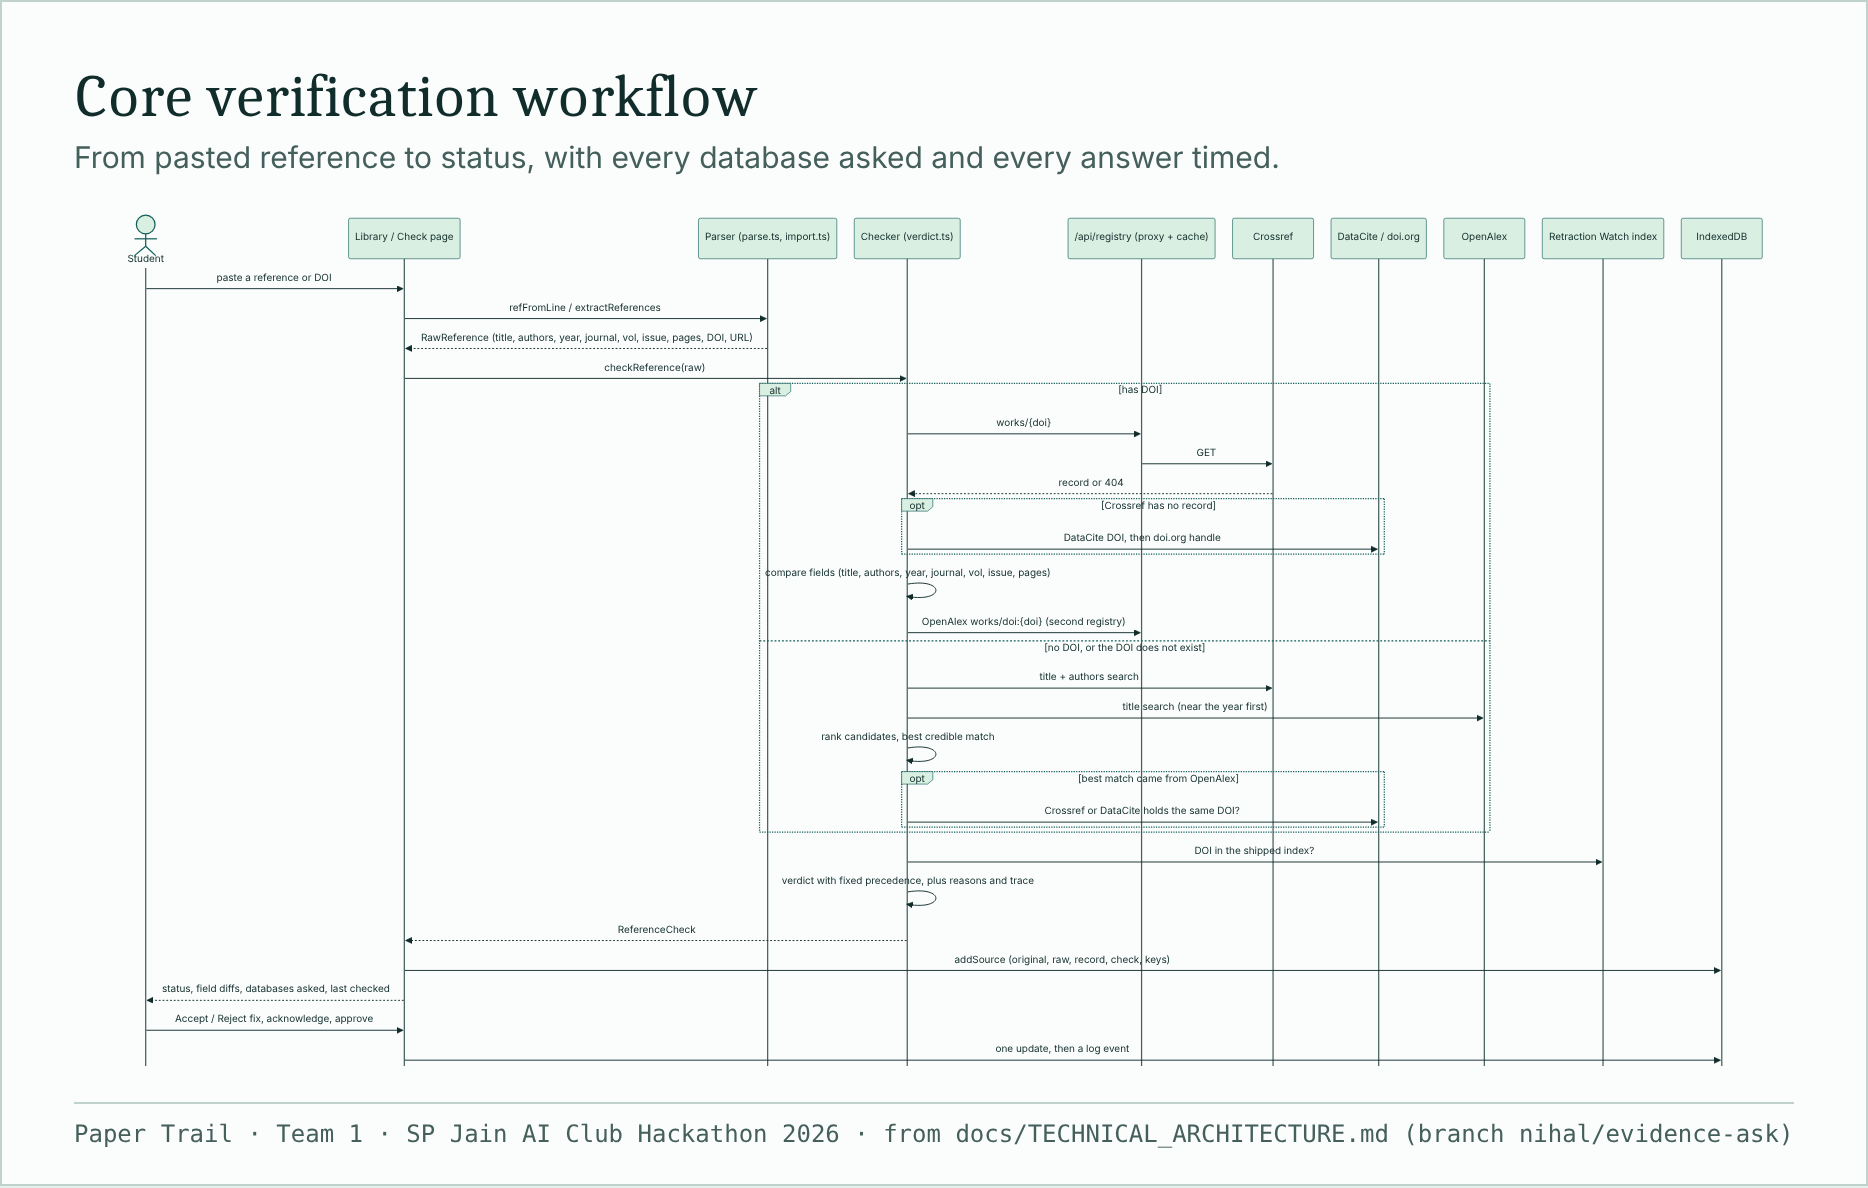 Core verification workflow
From pasted reference to status, with every database asked and every answer timed.
Student
Library / Check page
Parser (parse.ts, import.ts)
Checker (verdict.ts)
/api/registry (proxy + cache)
Crossref
DataCite / doi.org
OpenAlex
Retraction Watch index
IndexedDB
paste a reference or DOI
refFromLine / extractReferences
RawReference (title, authors, year, journal, vol, issue, pages, DOI, URL)
checkReference(raw)
alt
[has DOI]
works/{doi}
GET
record or 404
opt
[Crossref has no record]
DataCite DOI, then doi.org handle
compare fields (title, authors, year, journal, vol, issue, pages)
OpenAlex works/doi:{doi} (second registry)
[no DOI, or the DOI does not exist]
title + authors search
title search (near the year first)
rank candidates, best credible match
opt
[best match came from OpenAlex]
Crossref or DataCite holds the same DOI?
DOI in the shipped index?
verdict with fixed precedence, plus reasons and trace
ReferenceCheck
addSource (original, raw, record, check, keys)
status, field diffs, databases asked, last checked
Accept / Reject fix, acknowledge, approve
one update, then a log event
Paper Trail · Team 1 · SP Jain AI Club Hackathon 2026 · from docs/TECHNICAL_ARCHITECTURE.md (branch nihal/evidence-ask)